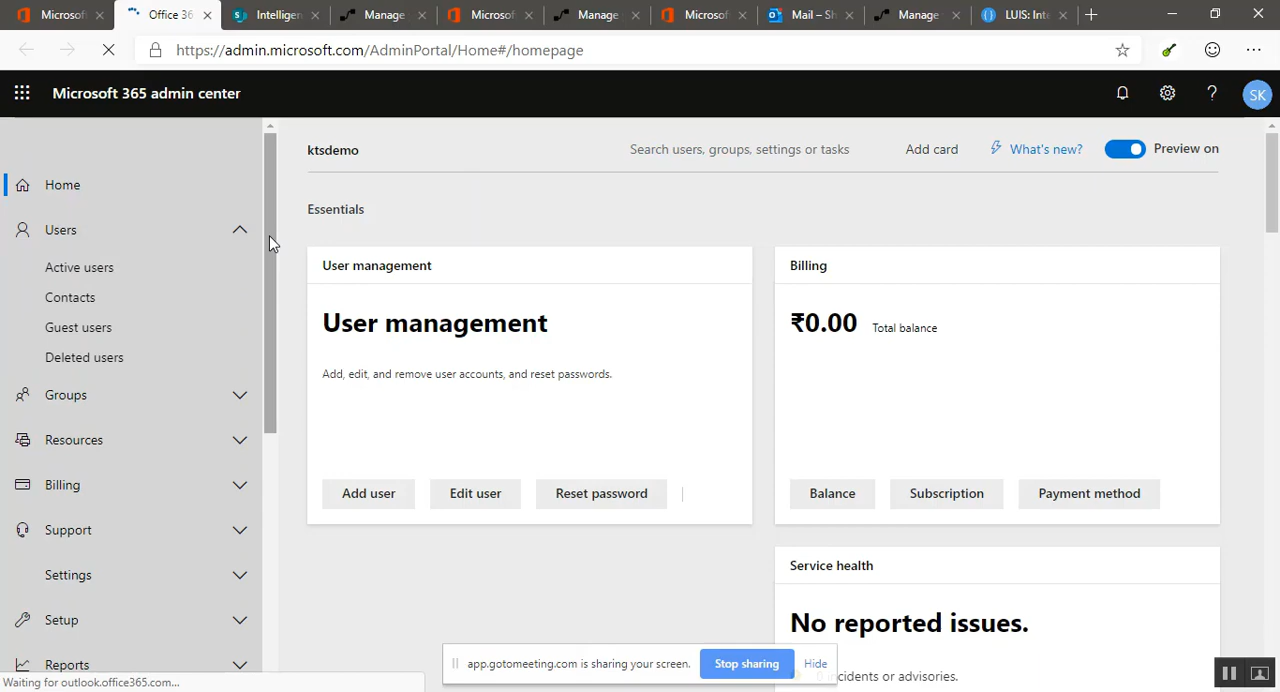 Microsoft
Office 36
Intelligen
Manage
Microsof
Manage
Microsof
Mail – Sh
Manage
LUIS: Inte
https://admin.microsoft.com/AdminPortal/Home#/homepage
Microsoft 365 admin center
SK
ktsdemo
Search users, groups, settings or tasks
Add card
What's new?
Preview on
Home
Users
Active users
Contacts
Guest users
Deleted users
Groups
Resources
Billing
Support
Settings
Setup
Reports
Waiting for outlook.office365.com...
Essentials
User management
User management
Add, edit, and remove user accounts, and reset passwords.
Add user
Edit user
Reset password
Billing
₹0.00 Total balance
Balance
Subscription
Payment method
Service health
No reported issues.
incidents or advisories.
app.gotomeeting.com is sharing your screen.
Stop sharing
Hide